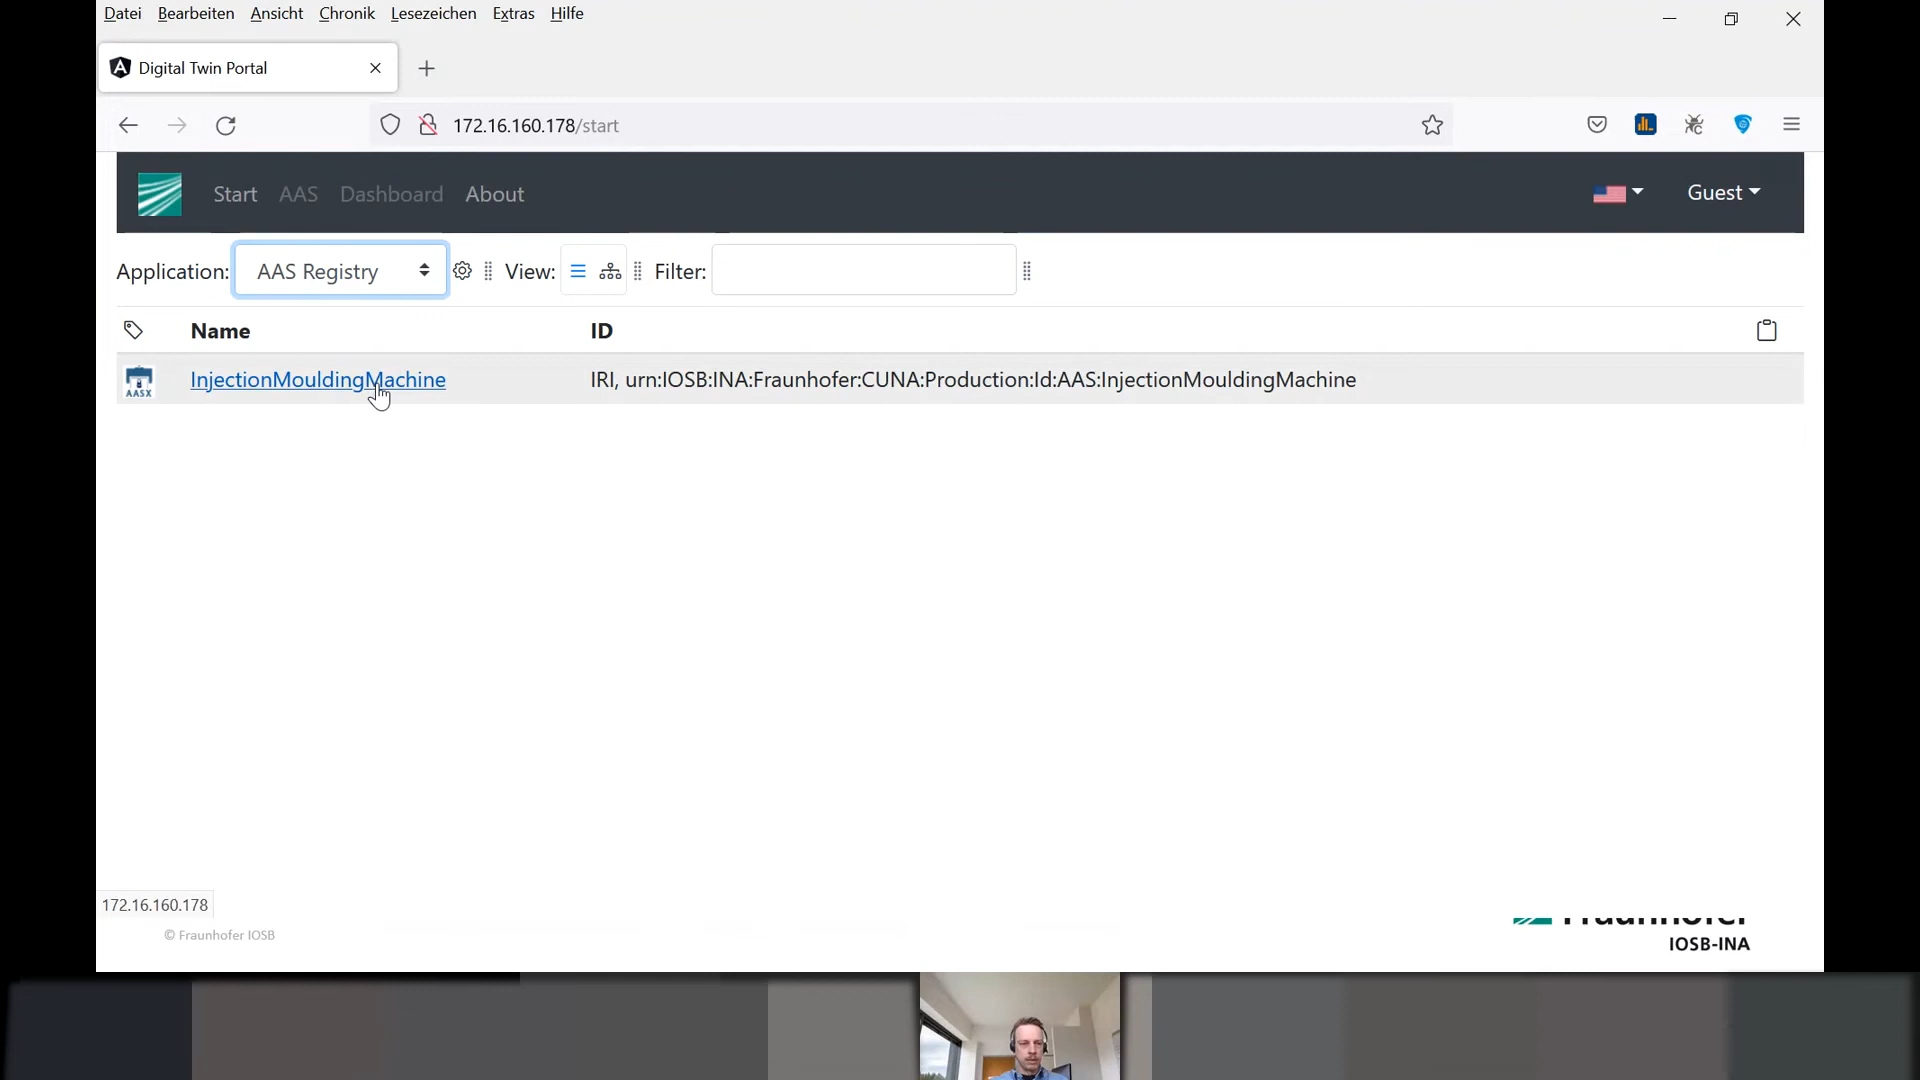 Datei Bearbeiten Ansicht Chronik Lesezeichen Extras Hilfe
Digital Twin Portal
172.16.160.178/start
Start AAS Dashboard About
Guest
Application: AAS Registry View: Filter:
Name ID
AASX InjectionMouldingMachine IRI, urn:IOSB:INA:Fraunhofer:CUNA:Production:Id:AAS:InjectionMouldingMachine
172.16.160.178
© Fraunhofer IOSB
Fraunhofer
IOSB-INA